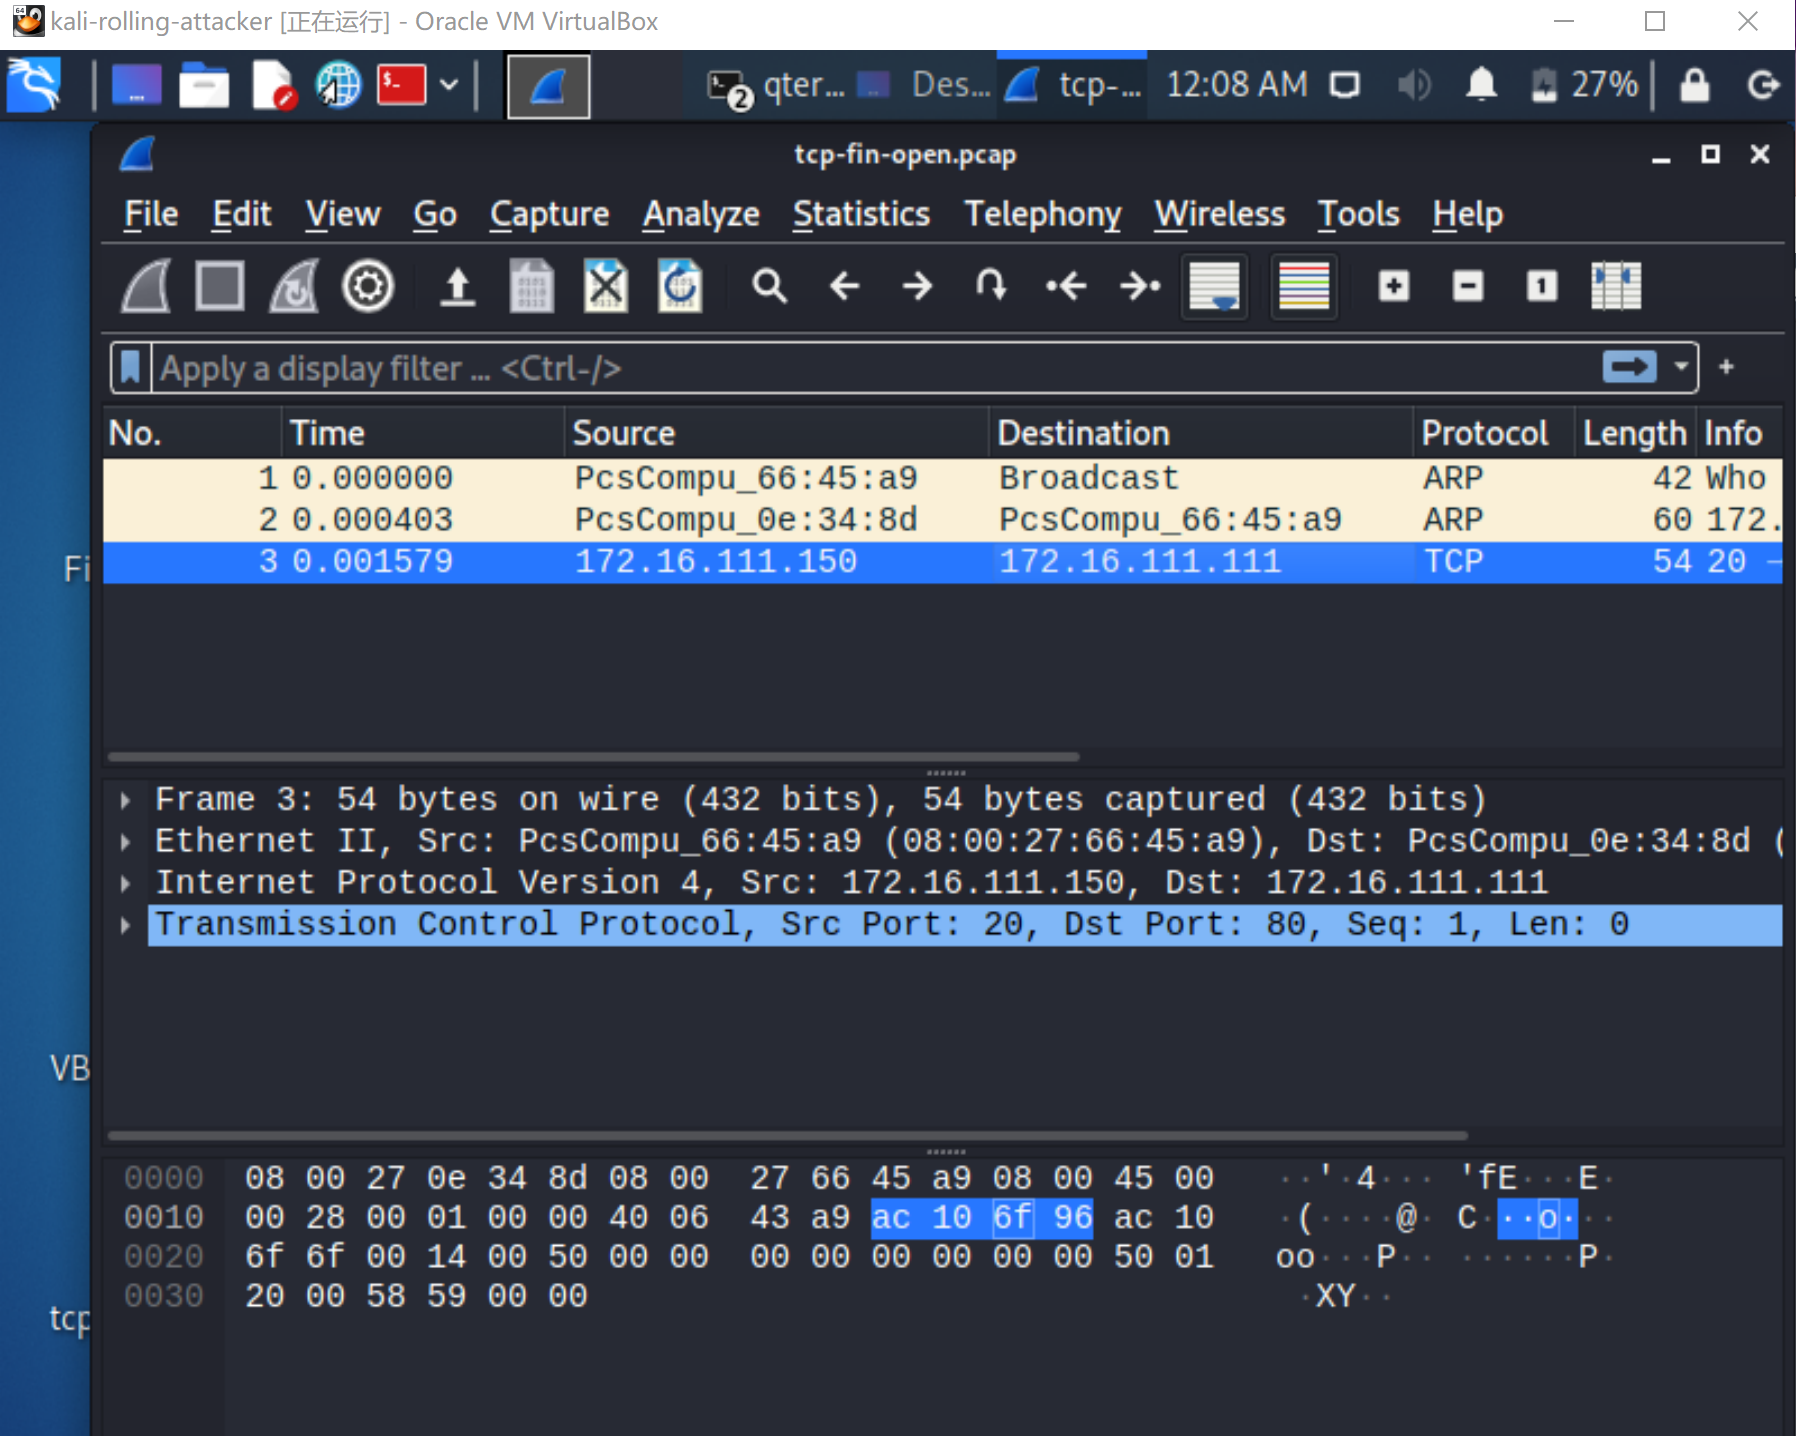 kali-rolling-attacker [正在运行] - Oracle VM VirtualBox
qter... Des... tcp-... 12:08 AM 27%
tcp-fin-open.pcap
File Edit View Go Capture Analyze Statistics Telephony Wireless Tools Help
Apply a display filter ... <Ctrl-/>
No. Time Source Destination Protocol Length Info
1 0.000000 PcsCompu_66:45:a9 Broadcast ARP 42 Who
2 0.000403 PcsCompu_0e:34:8d PcsCompu_66:45:a9 ARP 60 172.
3 0.001579 172.16.111.150 172.16.111.111 TCP 54 20 →
Fi
Frame 3: 54 bytes on wire (432 bits), 54 bytes captured (432 bits)
Ethernet II, Src: PcsCompu_66:45:a9 (08:00:27:66:45:a9), Dst: PcsCompu_0e:34:8d (
Internet Protocol Version 4, Src: 172.16.111.150, Dst: 172.16.111.111
Transmission Control Protocol, Src Port: 20, Dst Port: 80, Seq: 1, Len: 0
VB
0000 08 00 27 0e 34 8d 08 00 27 66 45 a9 08 00 45 00 ··'·4··· 'fE···E·
0010 00 28 00 01 00 00 40 06 43 a9 ac 10 6f 96 ac 10 ·(····@· C···o···
0020 6f 6f 00 14 00 50 00 00 00 00 00 00 00 00 50 01 oo···P·· ······P·
0030 20 00 58 59 00 00 ·XY··
tcp